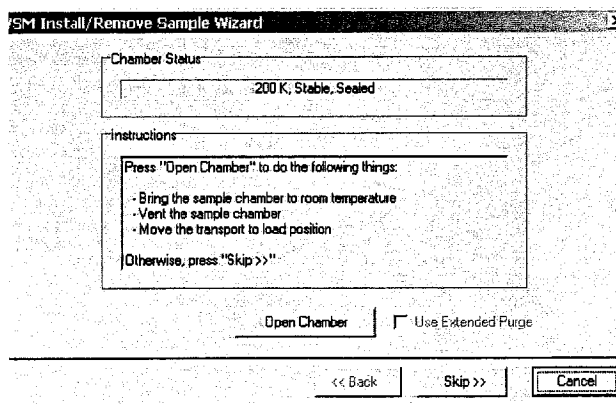 VSM Install/Remove Sample Wizard
Chamber Status
200 K, Stable, Sealed
Instructions
Press "Open Chamber" to do the following things:
- Bring the sample chamber to room temperature
- Vent the sample chamber
- Move the transport to load position
Otherwise, press "Skip >>"
Open Chamber
Use Extended Purge
<< Back
Skip >>
Cancel